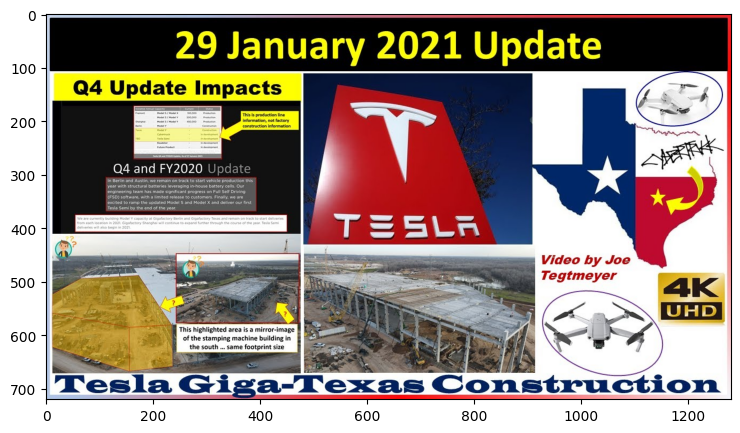 29 January 2021 Update
Q4 Update Impacts
This is production line
information, not factory
construction information
Q4 and FY2020 Update
In Berlin and Austin, we remain on track to start vehicle production this
year with structural batteries leveraging in-house battery cells. Our
engineering team has made significant progress on Full Self Driving
(FSD) software, with a limited release to customers. Finally, we are
excited to ramp the updated Model S and Model X and deliver our first
Tesla Semi by the end of the year
TESLA
CYBERTRUCK
?
This highlighted area is a mirror-image
of the stamping machine building in
the south ... same footprint size
Video by Joe
Tegtmeyer
4K
UHD
Tesla Giga-Texas Construction
0
100
200
300
400
500
600
700
0
200
400
600
800
1000
1200